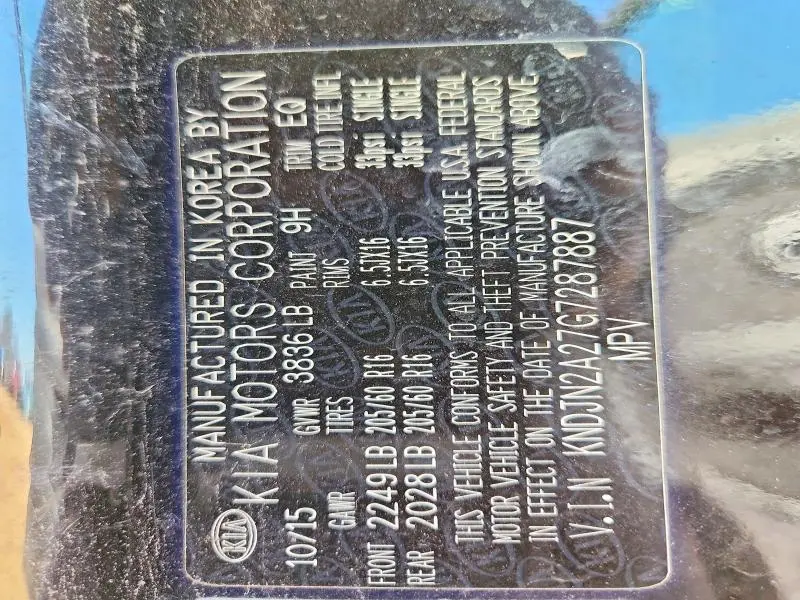 MANUFACTURED IN KOREA BY
KIA KIA MOTORS CORPORATION
10/15 GVWR 3836 LB PAINT 9H TRIM EQ
GAWR TIRES RIMS COLD TIRE INFL
FRONT 2249 LB 205/60 R16 6.5JX16 33psi SINGLE
REAR 2028 LB 205/60 R16 6.5JX16 33psi SINGLE
THIS VEHICLE CONFORMS TO ALL APPLICABLE U.S.A. FEDERAL
MOTOR VEHICLE SAFETY AND THEFT PREVENTION STANDARDS
IN EFFECT ON THE DATE OF MANUFACTURE SHOWN ABOVE
V.I.N KNDJN2A27G7287887
MPV